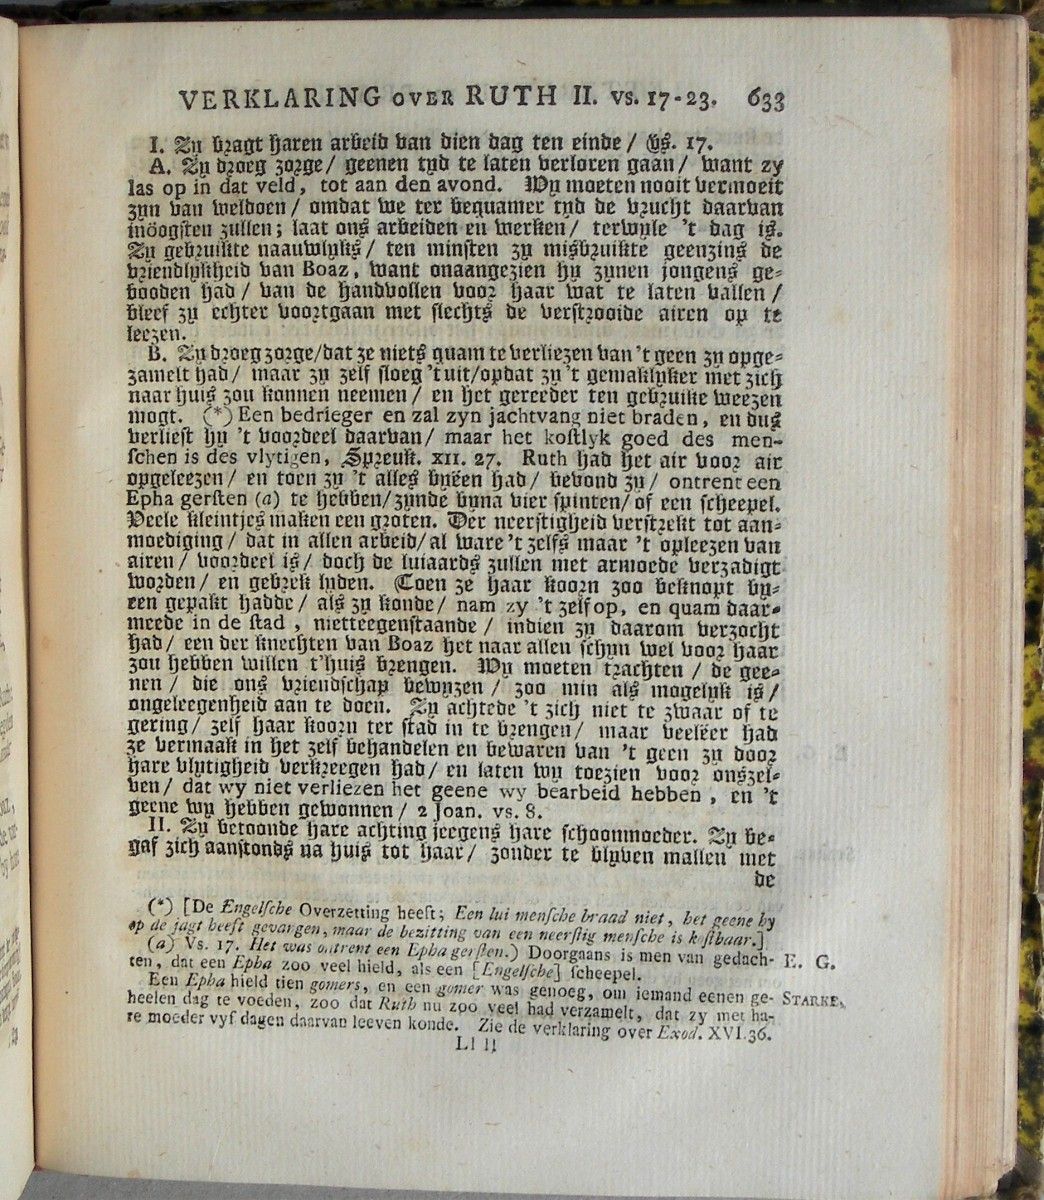 VERKLARING OVER RUTH II. vs. 17-23. 633
I. Zy bragt haren arbeid van dien dag ten einde / Vs. 17.
A. Zy droeg zorge / geenen tyd te laten verloren gaan / want zy
las op in dat veld, tot aan den avond. Wy moeten nooit vermoeit
zyn van weldoen / omdat we ter bequamer tyd de vrucht daarvan
inöogsten zullen; laat ons arbeiden en werken / terwyle 't dag is.
Zy gebruikte naauwlyks / ten minsten zy misbruikte geenzins de
vriendlykheid van Boaz, want onaangezien hy zynen jongens ge-
booden had / van de handvollen voor haar wat te laten vallen /
bleef zy echter voortgaan met slechts de verstrooide airen op te
leezen.
B. Zy droeg zorge / dat ze niets quam te verliezen van 't geen zy opge-
zamelt had / maar zy zelf sloeg 't uit / opdat zy 't gemaklyker met zich
naar huis zou konnen neemen / en het gereeder ten gebruike weezen
mogt. (*) Een bedrieger en zal zyn jachtvang niet braden, en dus
verliest hy 't voordeel daarvan / maar het kostlyk goed des men-
schen is des vlytigen, Spreuk. XII. 27. Ruth had het air voor air
opgeleezen / en toen zy 't alles byëen had / bevond zy / ontrent een
Epha gersten (a) te hebben / zynde byna vier spinten / of een scheepel.
Veele kleintjes maken een groten. Der neerstigheid verstrekt tot aan-
moediging / dat in allen arbeid / al ware 't zelfs maar 't opleezen van
airen / voordeel is / doch de luiaards zullen met armoede verzadigt
worden / en gebrek lyden. Toen ze haar koorn zoo beknopt by-
een gepakt hadde / als zy konde / nam zy 't zelf op, en quam daar-
meede in de stad, nietteegenstaande / indien zy daarom verzocht
had / een der knechten van Boaz het naar allen schyn wel voor haar
zou hebben willen t'huis brengen. Wy moeten trachten / de gee-
nen / die ons vriendschap bewyzen / zoo min als mogelyk is /
ongeleegenheid aan te doen. Zy achtede 't zich niet te zwaar of te
gering / zelf haar koorn ter stad in te brengen / maar veelëer had
ze vermaak in het zelf behandelen en bewaren van 't geen zy door
hare vlytigheid verkreegen had / en laten wy toezien voor onszel-
ven / dat wy niet verliezen het geene wy bearbeid hebben, en 't
geene wy hebben gewonnen / 2 Joan. vs. 8.
II. Zy betoonde hare achting jeegens hare schoonmoeder. Zy be-
gaf zich aanstonds na huis tot haar / zonder te blyven mallen met
de
(*) [De Engelsche Overzetting heeft; Een lui mensche braad niet, het geene hy
op de jagt heeft gevangen, maar de bezitting van een neerstig mensche is kostbaar.]
(a) Vs. 17. Het was ontrent een Epha gersten.) Doorgaans is men van gedach-
ten, dat een Epha zoo veel hield, als een [Engelsche] scheepel. E. G.
Een Epha hield tien gomers, en een gomer was genoeg, om iemand eenen ge-
heelen dag te voeden, zoo dat Ruth nu zoo veel had verzamelt, dat zy met ha- STARKE.
re moeder vyf dagen daarvan leeven konde. Zie de verklaring over Exod. XVI. 36.
Ll ll